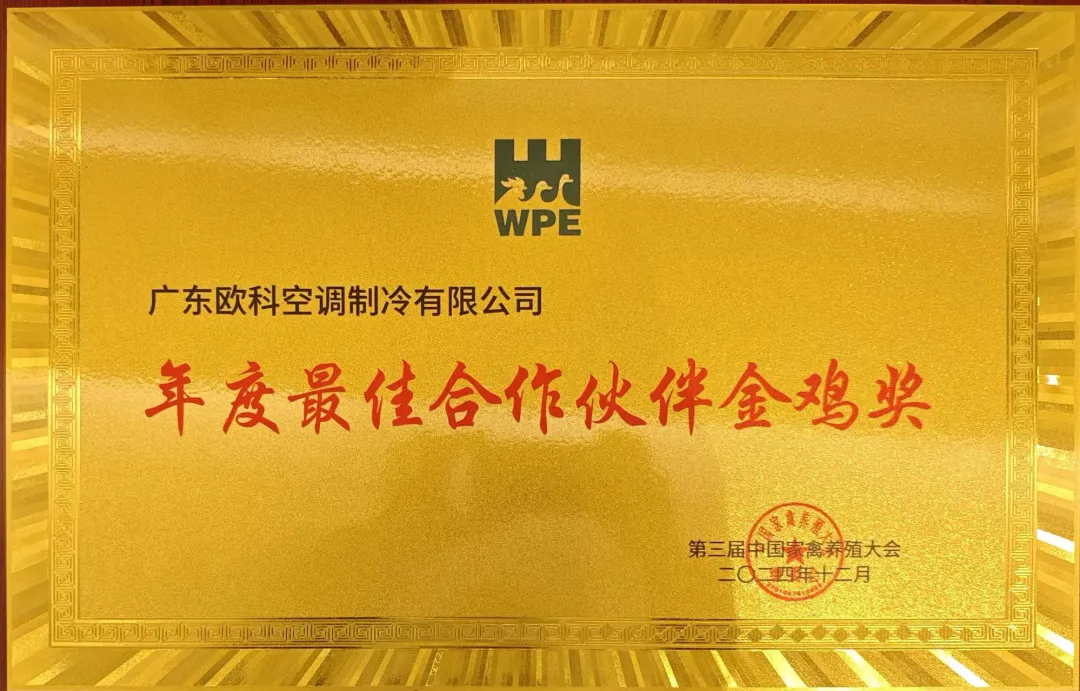 WPE
广东欧科空调制冷有限公司
年度最佳合作伙伴金鸡奖
第三届中国家禽养殖大会
二〇二四年十二月